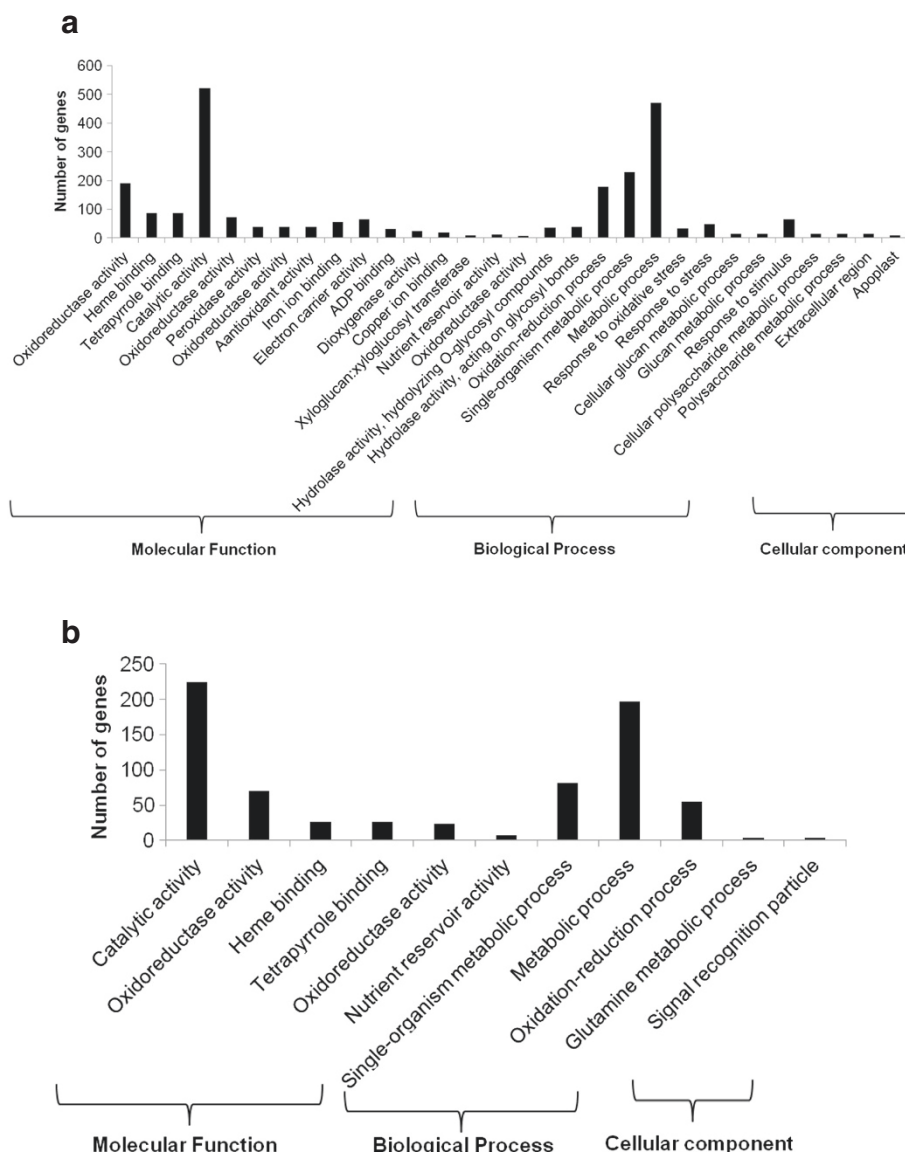 a
600
500
400
300
200
100
0
Number of genes
Oxidoreductase activity
Heme binding
Tetrapyrrole binding
Catalytic activity
Oxidoreductase activity
Peroxidase activity
Oxidoreductase activity
Aantioxidant activity
Iron ion binding
Electron carrier activity
ADP binding
Dioxygenase activity
Copper ion binding
Xyloglucan:xyloglucosyl transferase
Nutrient reservoir activity
Oxidoreductase activity
Hydrolase activity, hydrolyzing O-glycosyl compounds
Hydrolase activity, acting on glycosyl bonds
Oxidation-reduction process
Single-organism metabolic process
Metabolic process
Response to oxidative stress
Response to stress
Cellular glucan metabolic process
Glucan metabolic process
Response to stimulus
Cellular polysaccharide metabolic process
Polysaccharide metabolic process
Extracellular region
Apoplast
Molecular Function
Biological Process
Cellular component
b
250
200
150
100
50
0
Number of genes
Catalytic activity
Oxidoreductase activity
Heme binding
Tetrapyrrole binding
Oxidoreductase activity
Nutrient reservoir activity
Single-organism metabolic process
Metabolic process
Oxidation-reduction process
Glutamine metabolic process
Signal recognition particle
Molecular Function
Biological Process
Cellular component